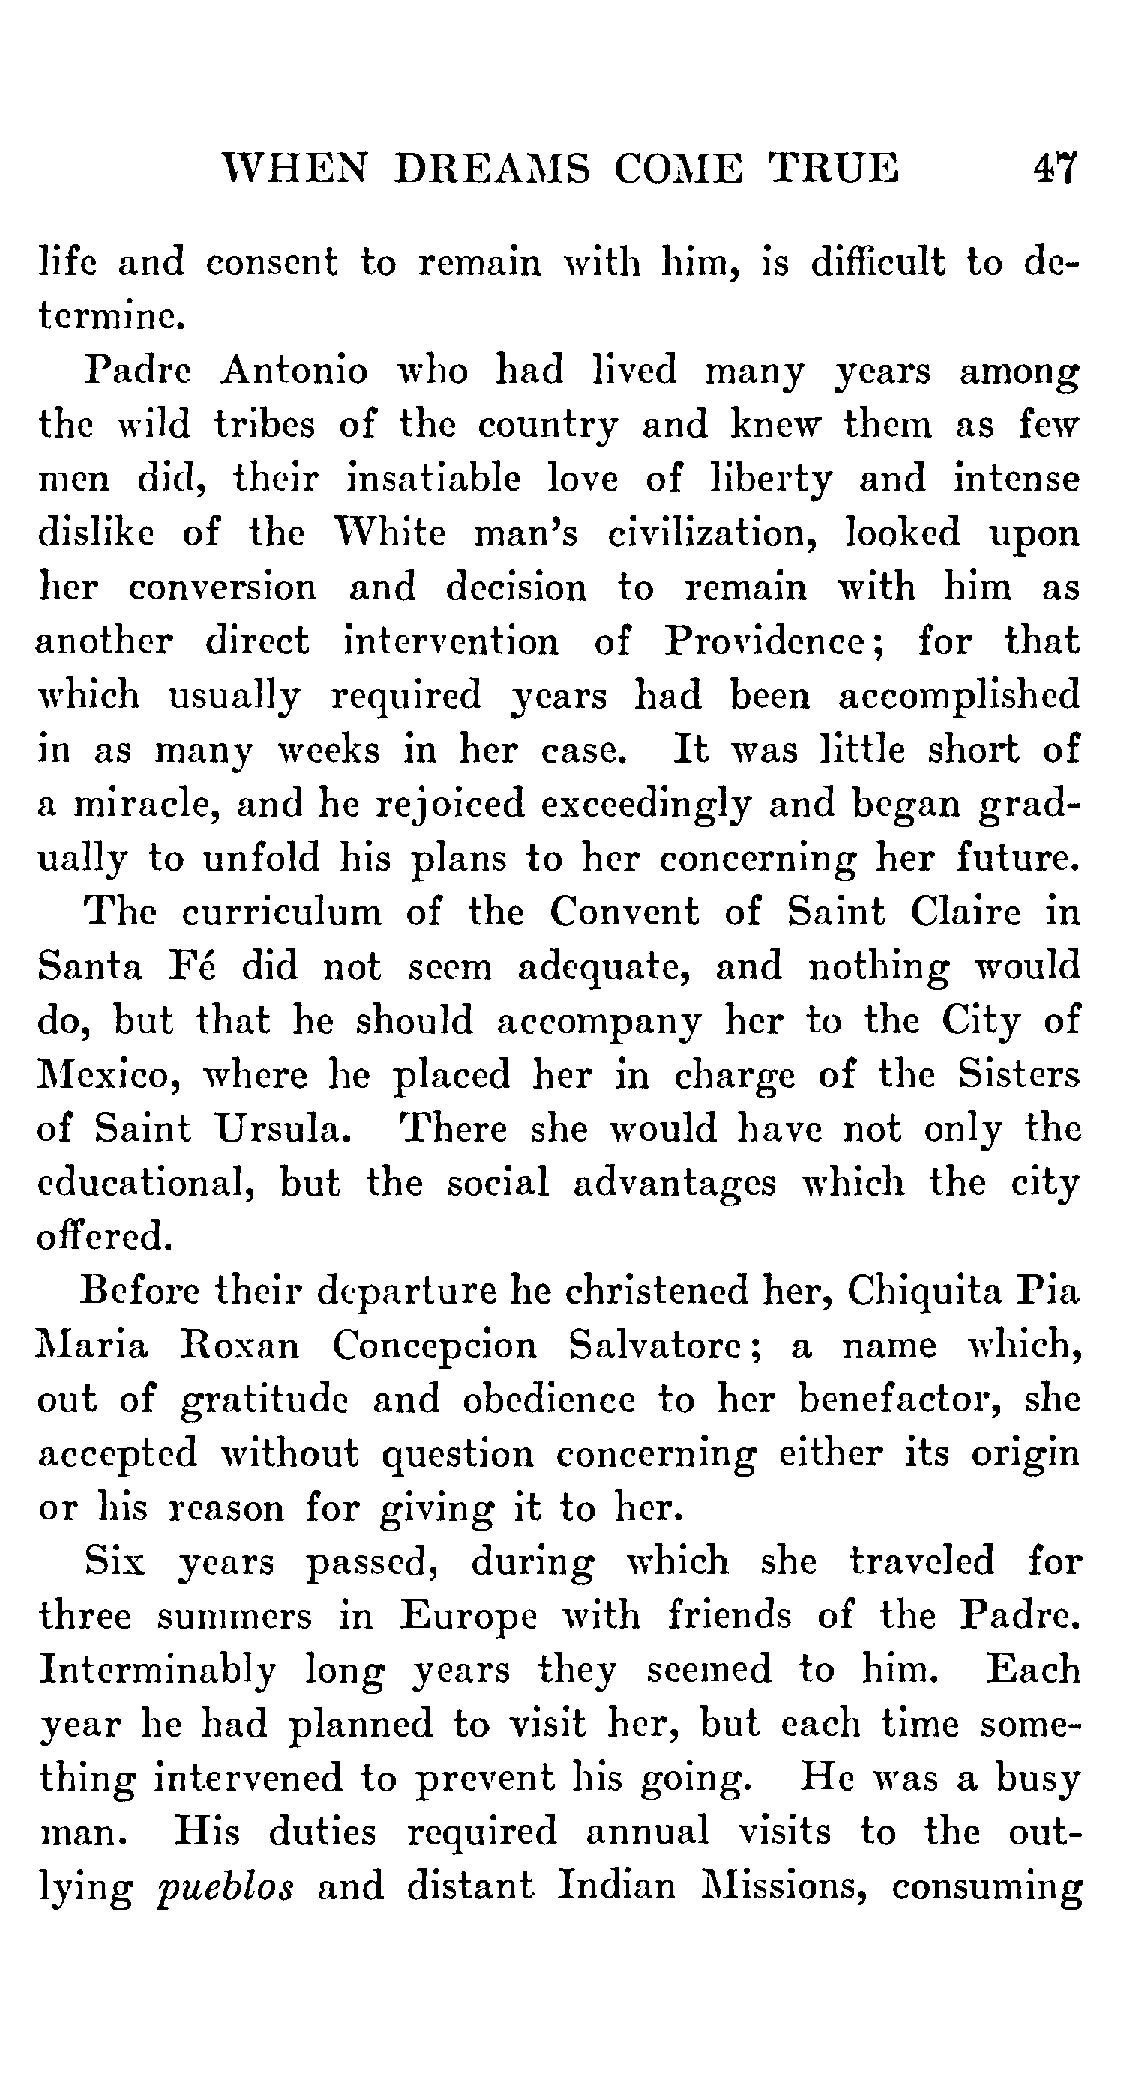 WHEN DREAMS COME TRUE 47
life and consent to remain with him, is difficult to de-
termine.
Padre Antonio who had lived many years among
the wild tribes of the country and knew them as few
men did, their insatiable love of liberty and intense
dislike of the White man's civilization, looked upon
her conversion and decision to remain with him as
another direct intervention of Providence; for that
which usually required years had been accomplished
in as many weeks in her case. It was little short of
a miracle, and he rejoiced exceedingly and began grad-
ually to unfold his plans to her concerning her future.
The curriculum of the Convent of Saint Claire in
Santa Fé did not seem adequate, and nothing would
do, but that he should accompany her to the City of
Mexico, where he placed her in charge of the Sisters
of Saint Ursula. There she would have not only the
educational, but the social advantages which the city
offered.
Before their departure he christened her, Chiquita Pia
Maria Roxan Concepcion Salvatore; a name which,
out of gratitude and obedience to her benefactor, she
accepted without question concerning either its origin
or his reason for giving it to her.
Six years passed, during which she traveled for
three summers in Europe with friends of the Padre.
Interminably long years they seemed to him. Each
year he had planned to visit her, but each time some-
thing intervened to prevent his going. He was a busy
man. His duties required annual visits to the out-
lying pueblos and distant Indian Missions, consuming